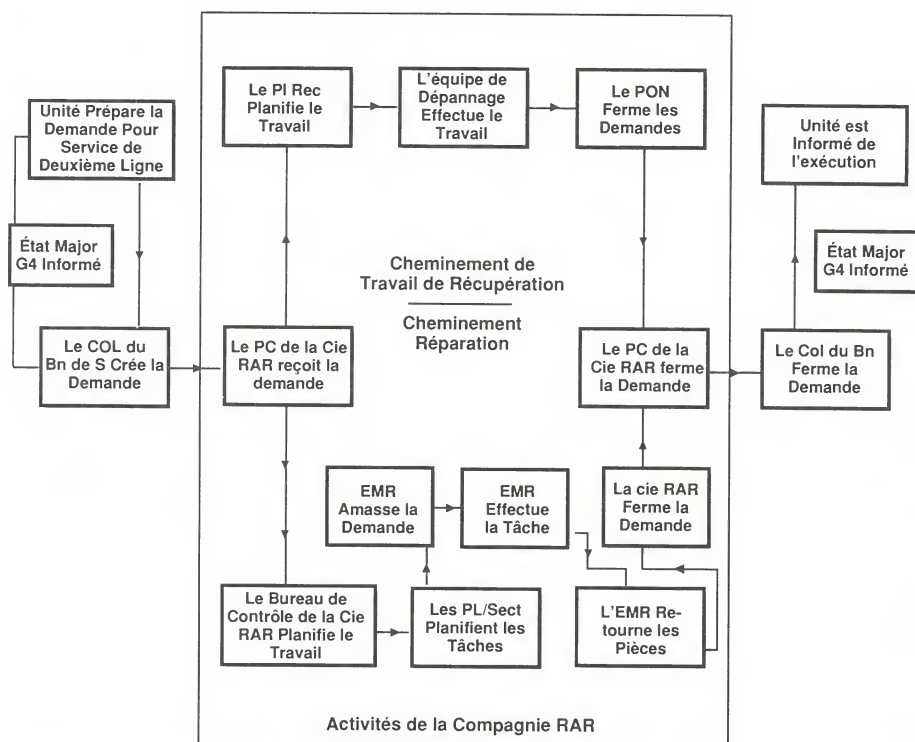 Unité Prépare la
Demande Pour
Service de
Deuxième Ligne
État Major
G4 Informé
Le COL du
Bn de S Crée la
Demande
Le PI Rec
Planifie le
Travail
L'équipe de
Dépannage
Effectue le
Travail
Le PON
Ferme les
Demandes
Cheminement de
Travail de Récupération
Cheminement
Réparation
Le PC de la Cie
RAR reçoit la
demande
Le PC de la
Cie RAR ferme
la Demande
EMR
Amasse la
Demande
EMR
Effectue
la Tâche
La cie RAR
Ferme la
Demande
Le Bureau de
Contrôle de la Cie
RAR Planifie le
Travail
Les PL/Sect
Planifient les
Tâches
L'EMR Re-
tourne les
Pièces
Activités de la Compagnie RAR
Unité est
Informé de
l'exécution
État Major
G4 Informé
Le Col du Bn
Ferme la
Demande